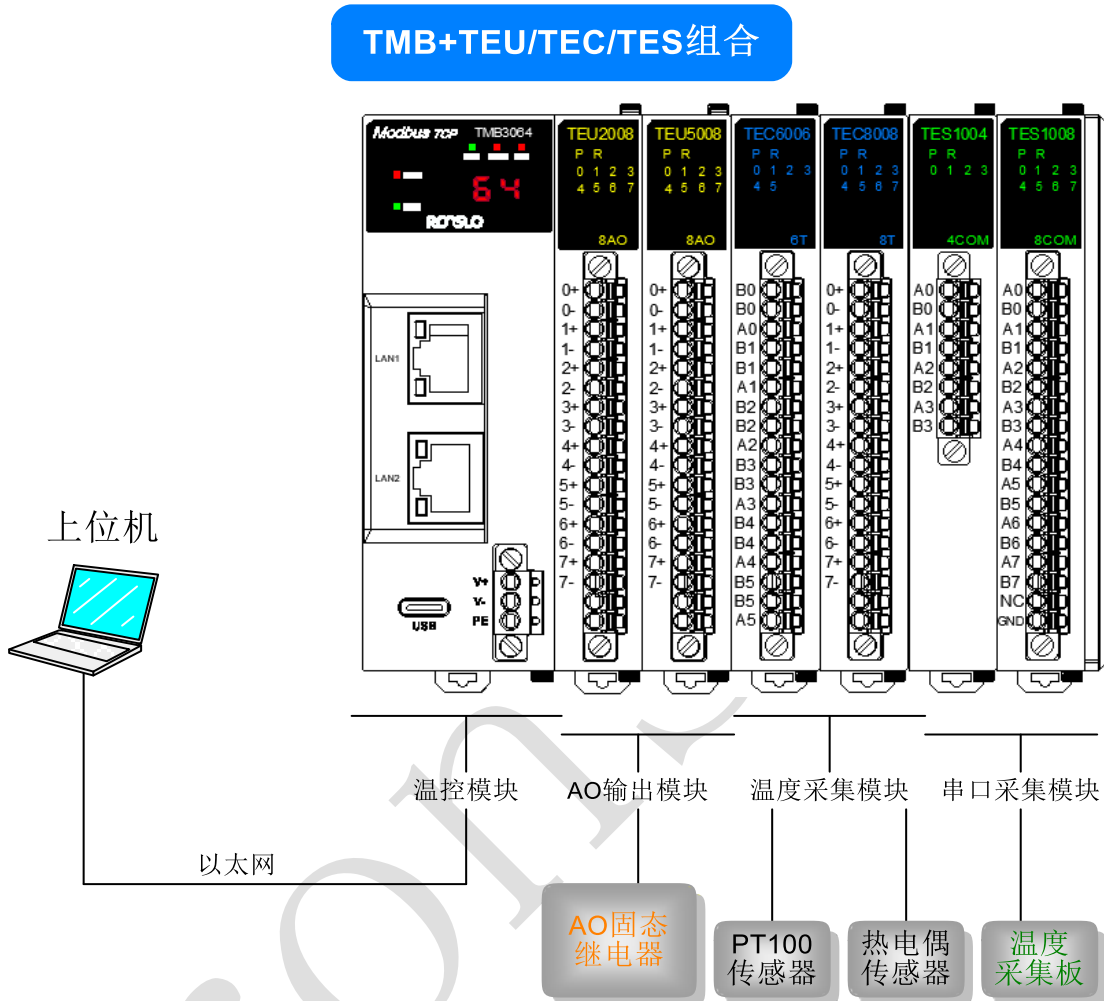 TMB+TEU/TEC/TES组合
Modbus TCP TMB3064
64
RONSLO
LAN1
LAN2
USB
V+
V-
PE
TEU2008
P R
0 1 2 3
4 5 6 7
8AO
0+
0-
1+
1-
2+
2-
3+
3-
4+
4-
5+
5-
6+
6-
7+
7-
TEU5008
P R
0 1 2 3
4 5 6 7
8AO
0+
0-
1+
1-
2+
2-
3+
3-
4+
4-
5+
5-
6+
6-
7+
7-
TEC6006
P R
0 1 2 3
4 5
6T
B0
B0
A0
B1
B1
A1
B2
B2
A2
B3
B3
A3
B4
B4
A4
B5
B5
A5
TEC8008
P R
0 1 2 3
4 5 6 7
8T
0+
0-
1+
1-
2+
2-
3+
3-
4+
4-
5+
5-
6+
6-
7+
7-
TES1004
P R
0 1 2 3
4COM
A0
B0
A1
B1
A2
B2
A3
B3
TES1008
P R
0 1 2 3
4 5 6 7
8COM
A0
B0
A1
B1
A2
B2
A3
B3
A4
B4
A5
B5
A6
B6
A7
B7
NC
GND
上位机
温控模块
AO输出模块
温度采集模块
串口采集模块
以太网
AO固态
继电器
PT100
传感器
热电偶
传感器
温度
采集板